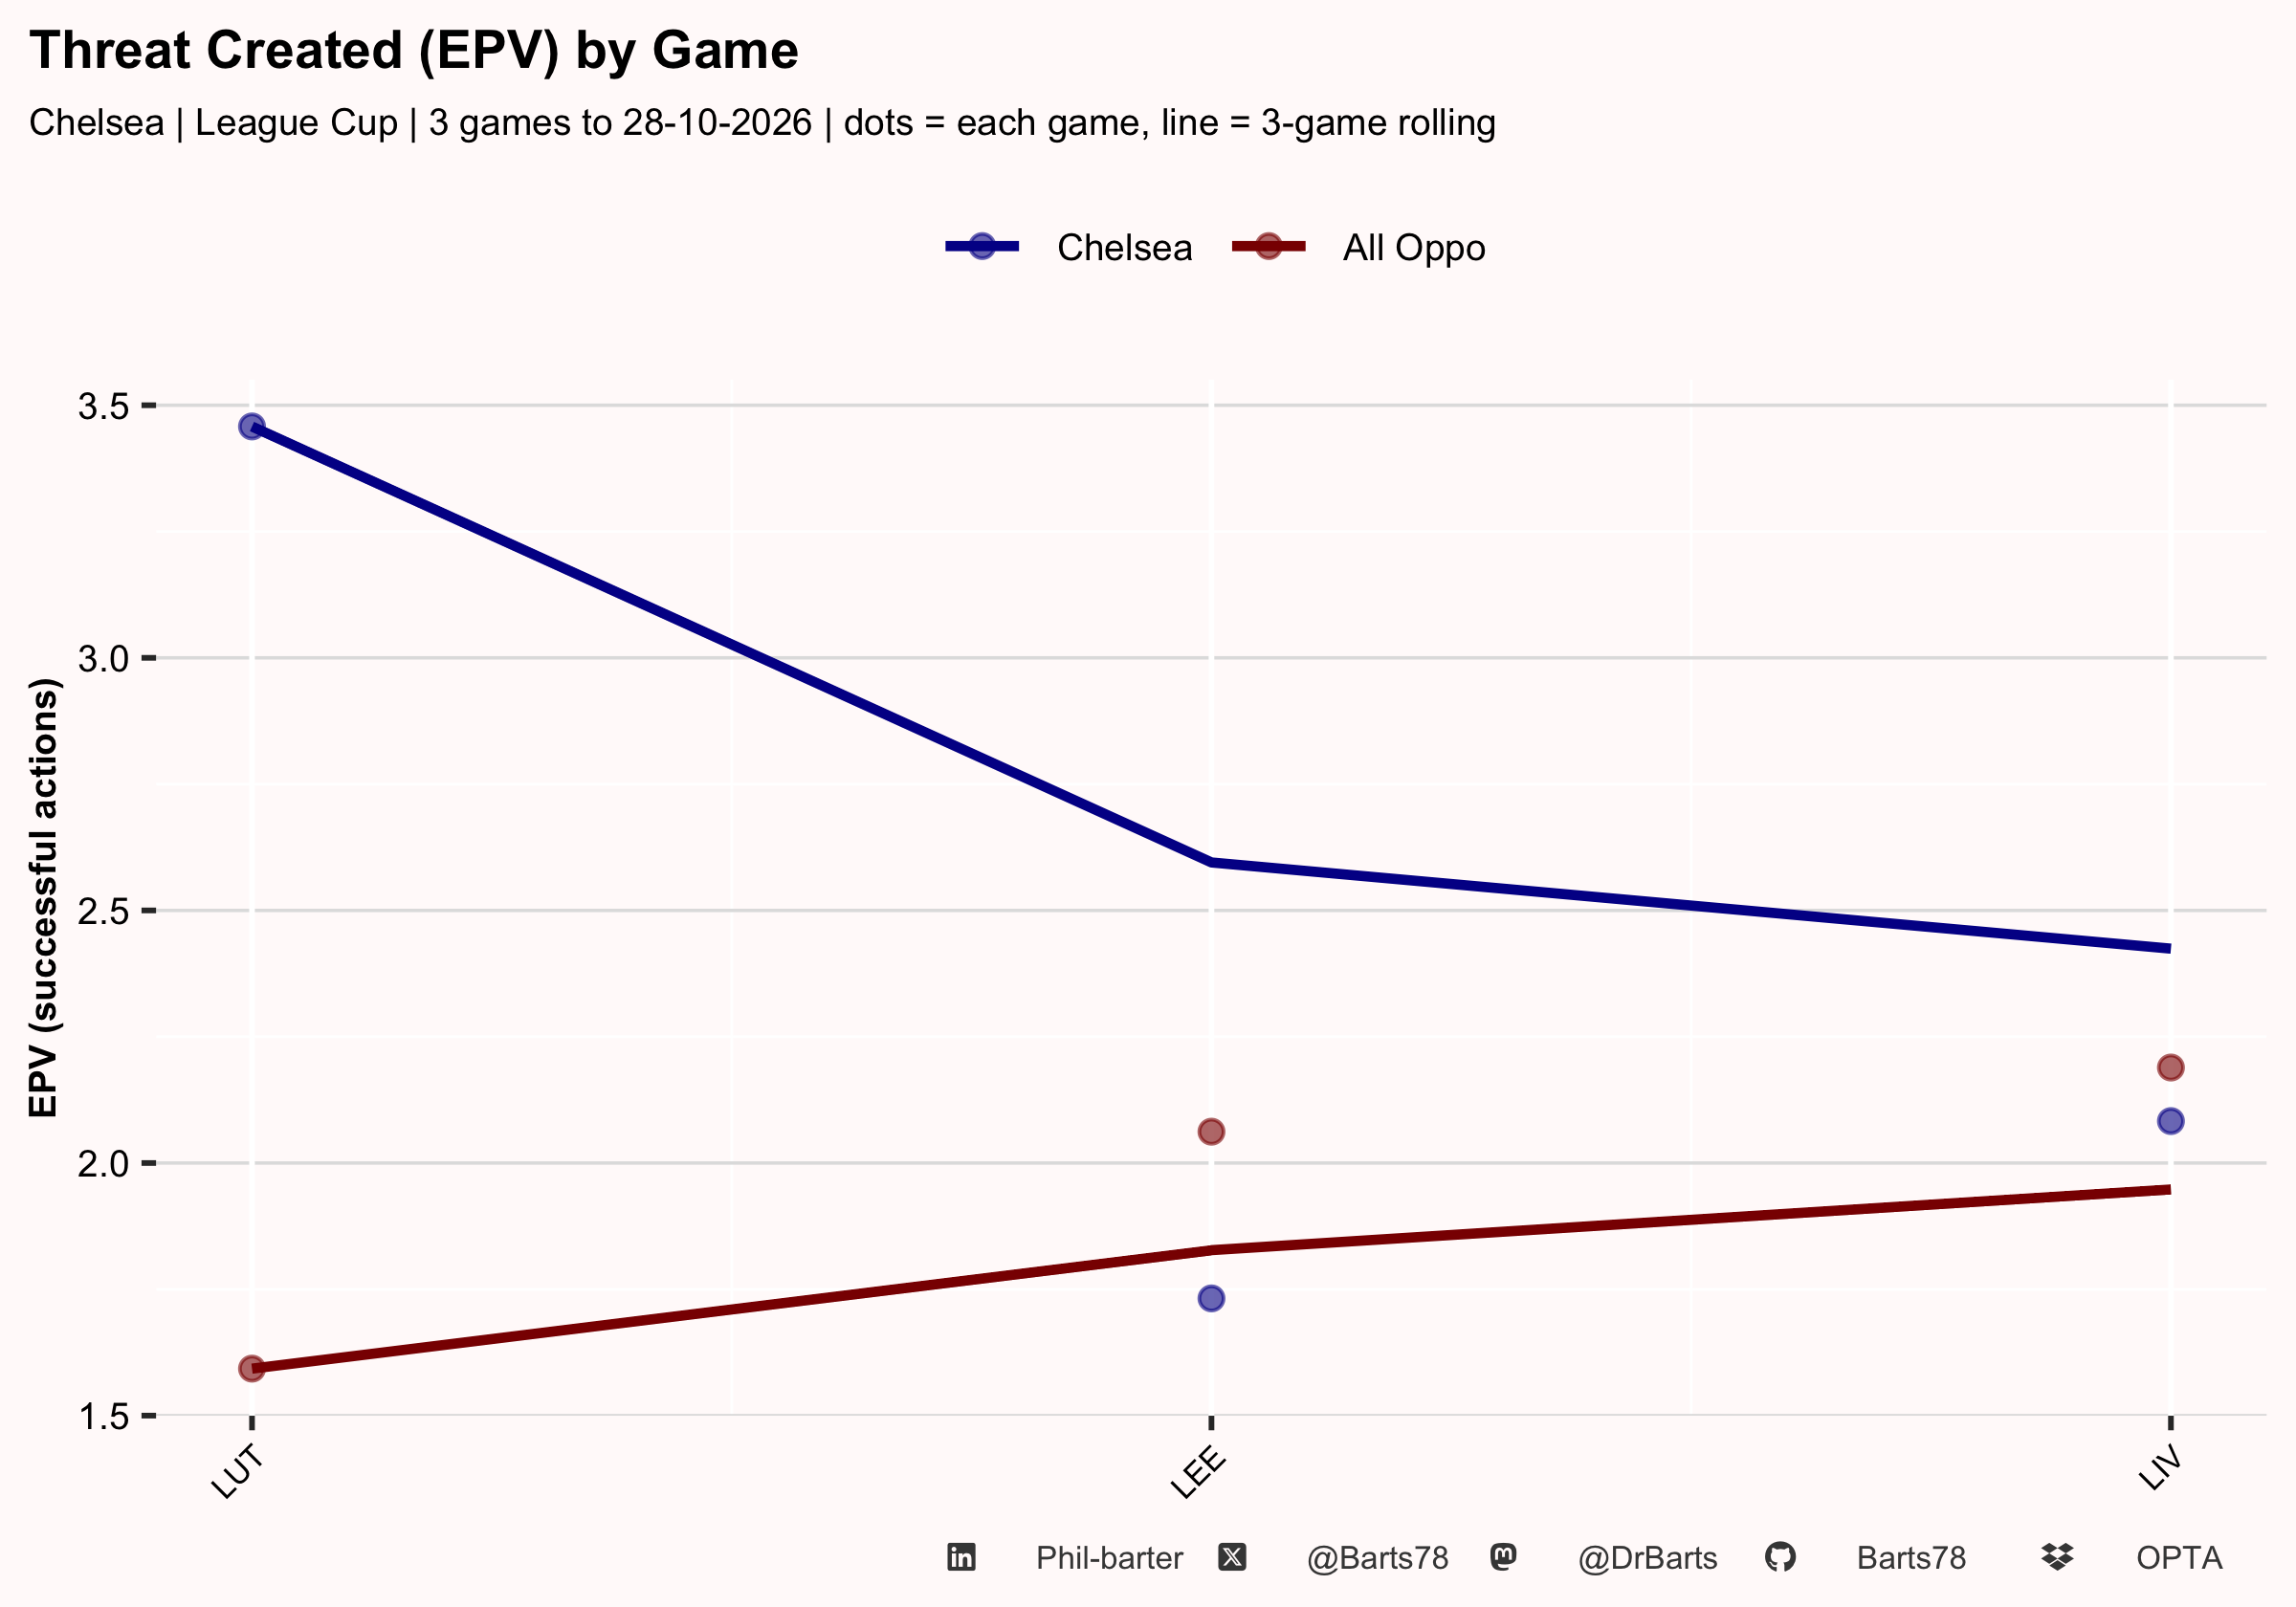 Threat Created (EPV) by Game
Chelsea | League Cup | 3 games to 28-10-2026 | dots = each game, line = 3-game rolling
Chelsea All Oppo
EPV (successful actions)
3.5
3.0
2.5
2.0
1.5
LUT LEE LIV
Phil-barter @Barts78 @DrBarts Barts78 OPTA